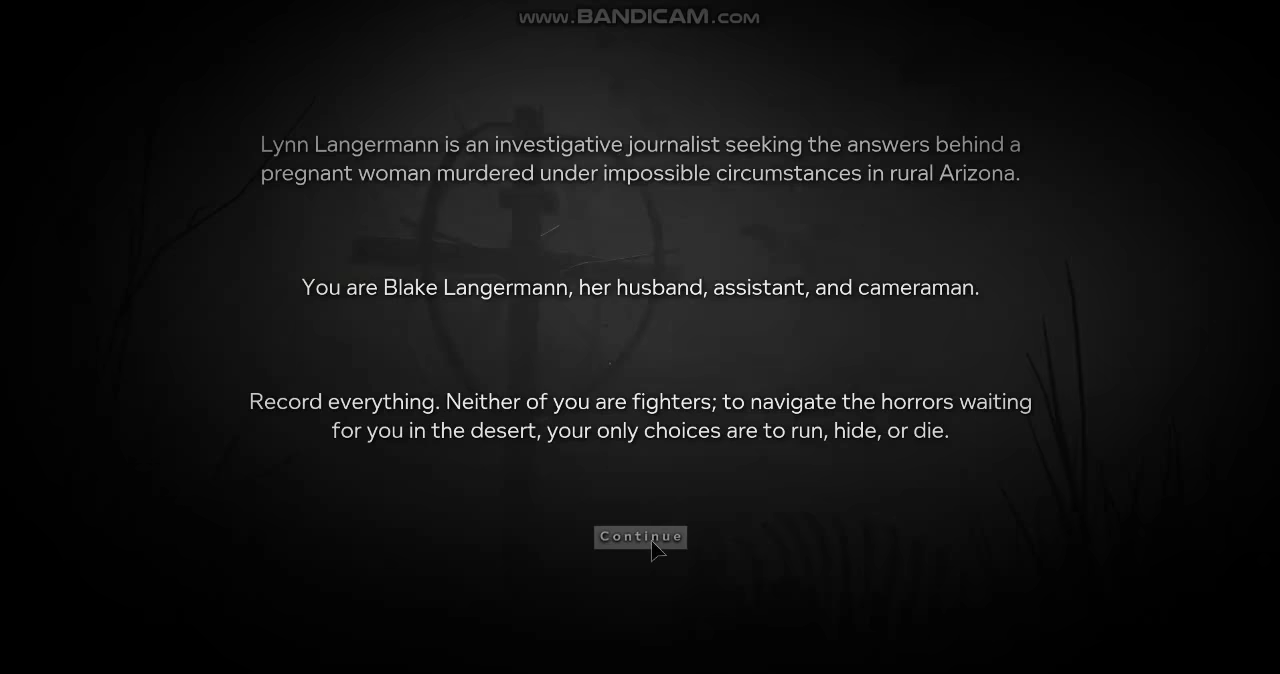 www.BANDICAM.com
Lynn Langermann is an investigative journalist seeking the answers behind a
pregnant woman murdered under impossible circumstances in rural Arizona.
You are Blake Langermann, her husband, assistant, and cameraman.
Record everything. Neither of you are fighters; to navigate the horrors waiting
for you in the desert, your only choices are to run, hide, or die.
Continue